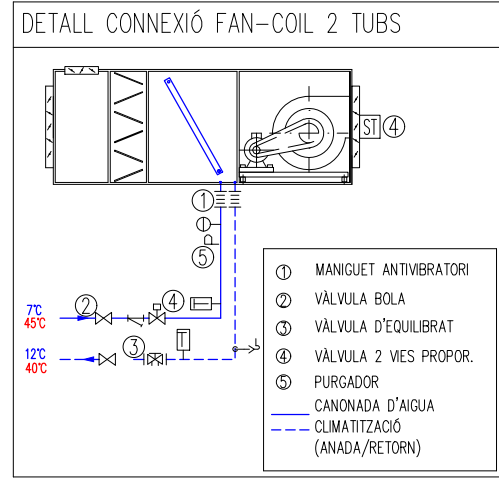 DETALL CONNEXIÓ FAN-COIL 2 TUBS
ST 4
1
5
2
4
7°C
45°C
12°C
40°C
3
T
1 MANIGUET ANTIVIBRATORI
2 VÀLVULA BOLA
3 VÀLVULA D'EQUILIBRAT
4 VÀLVULA 2 VIES PROPOR.
5 PURGADOR
CANONADA D'AIGUA
CLIMATITZACIÓ
(ANADA/RETORN)